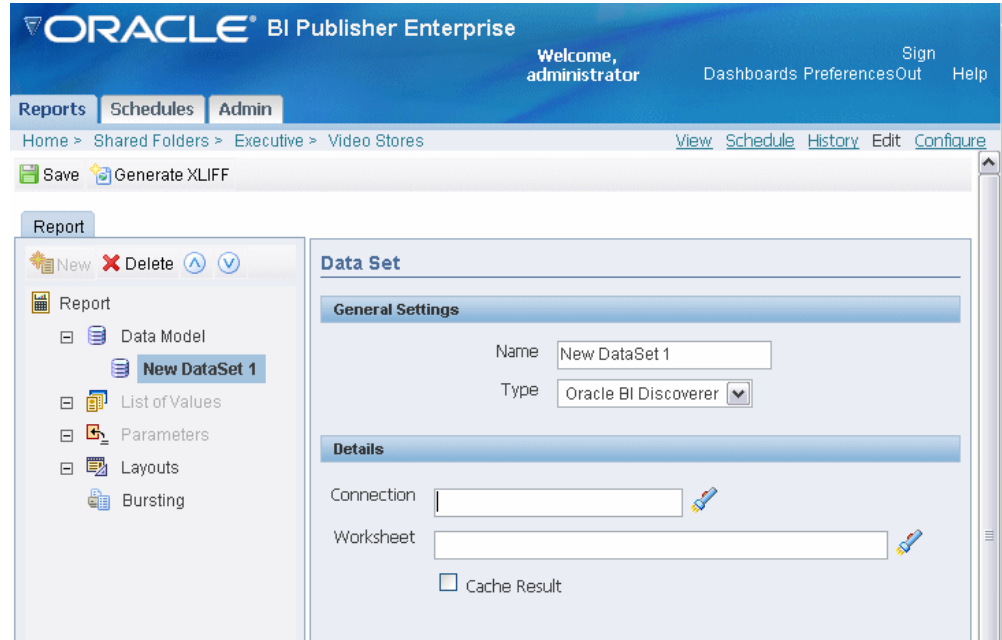 ORACLE® BI Publisher Enterprise
Welcome, administrator
Dashboards Preferences Sign Out Help
Reports Schedules Admin
Home > Shared Folders > Executive > Video Stores
View Schedule History Edit Configure
Save Generate XLIFF
Report
New Delete
Report
Data Model
New DataSet 1
List of Values
Parameters
Layouts
Bursting
Data Set
General Settings
Name New DataSet 1
Type Oracle BI Discoverer
Details
Connection
Worksheet
Cache Result